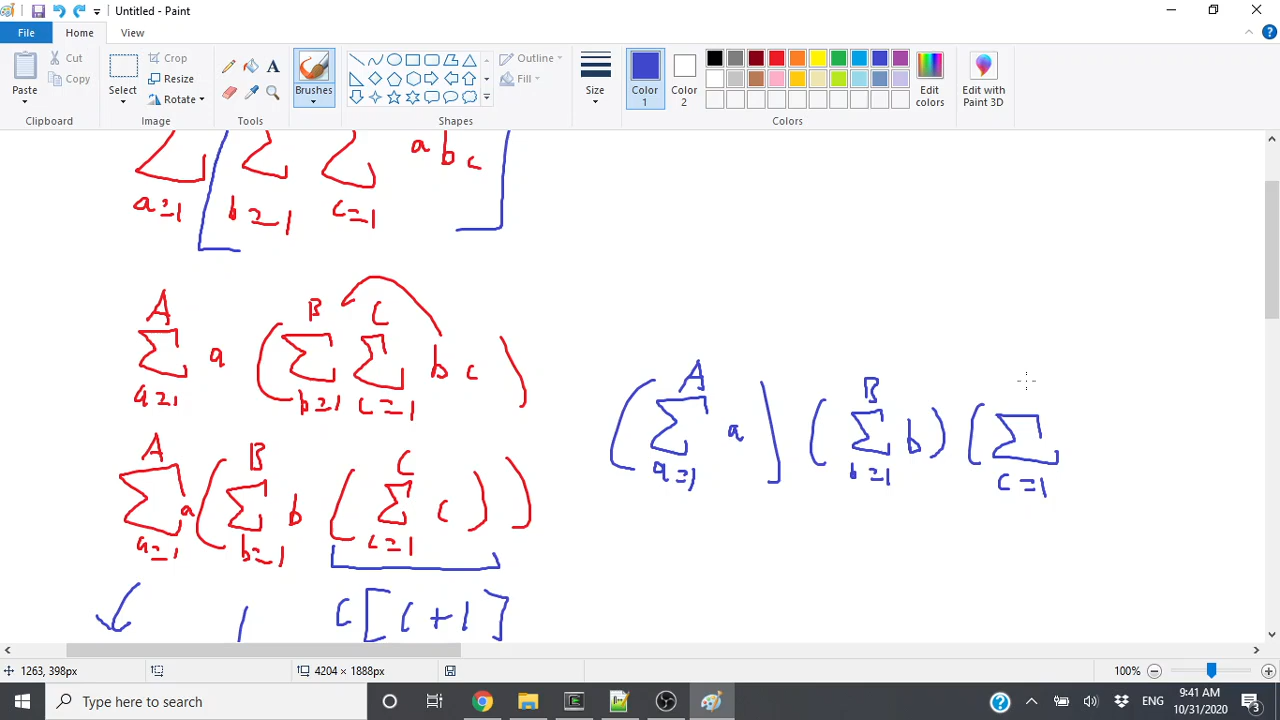 Untitled - Paint
File Home View
Paste Cut Copy Clipboard
Select Crop Resize Rotate Image
Tools
Brushes
Outline Fill Shapes
Size
Color 1 Color 2 Edit colors Edit with Paint 3D Colors
∑ [ ∑ ∑ a b c ]
a=1 b=1 c=1
A B C
∑ a ( ∑ ∑ b c )
a=1 b=1 c=1
A B C
( ∑ a ) ( ∑ b ) ( ∑
a=1 b=1 c=1
A B
∑ a ( ∑ b ( ∑ c ) )
a=1 b=1 c=1
C
C [ C + 1 ]
1263, 398px 4204 × 1888px 100%
Type here to search
ENG 9:41 AM 10/31/2020 3